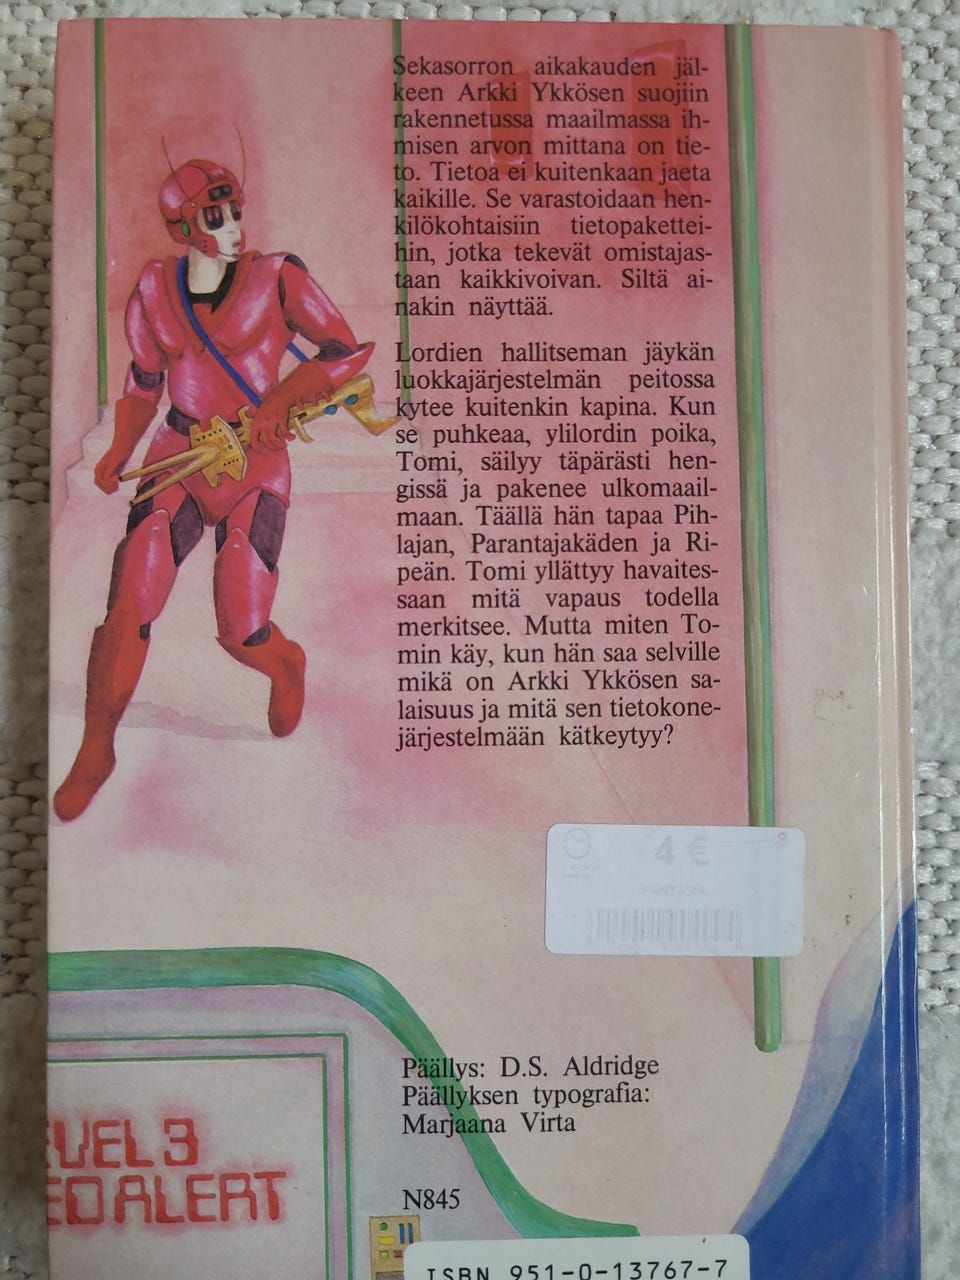 Sekasorron aikakauden jäl-
keen Arkki Ykkösen suojiin
rakennetussa maailmassa ih-
misen arvon mittana on tie-
to. Tietoa ei kuitenkaan jaeta
kaikille. Se varastoidaan hen-
kilökohtaisiin tietopakettei-
hin, jotka tekevät omistajas-
taan kaikkivoivan. Siltä ai-
nakin näyttää.
Lordien hallitseman jäykän
luokkajärjestelmän peitossa
kytee kuitenkin kapina. Kun
se puhkeaa, ylilordin poika,
Tomi, säilyy täpärästi hen-
gissä ja pakenee ulkomaail-
maan. Täällä hän tapaa Pih-
lajan, Parantajakäden ja Ri-
peän. Tomi yllättyy havaites-
saan mitä vapaus todella
merkitsee. Mutta miten To-
min käy, kun hän saa selville
mikä on Arkki Ykkösen sa-
laisuus ja mitä sen tietokone-
järjestelmään kätkeytyy?
4 €
8
FANTASIA
Päällys: D.S. Aldridge
Päällyksen typografia:
Marjaana Virta
EVEL 3
ED ALERT
N845
ISBN 951-0-13767-7